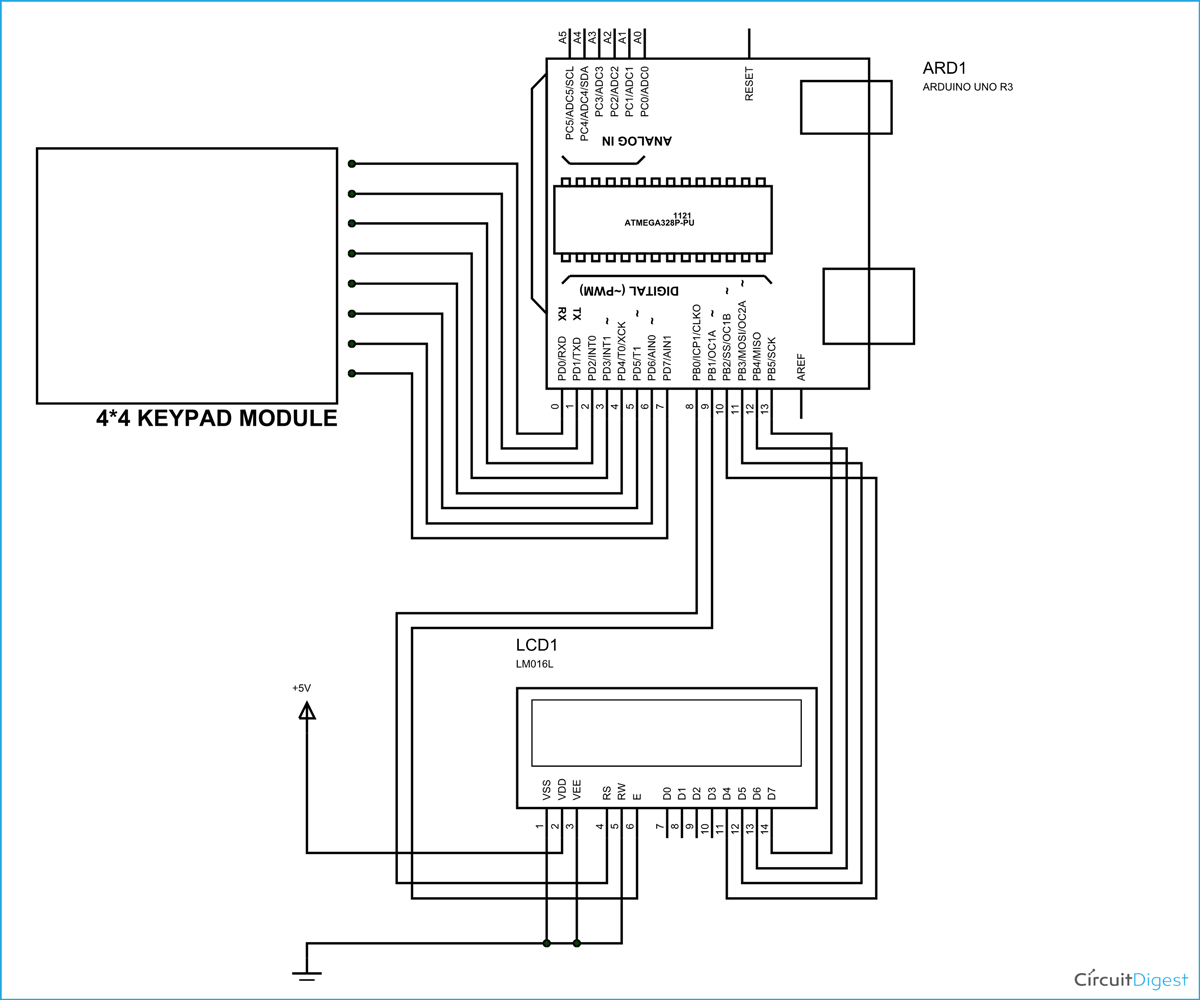 A5
A4
A3
A2
A1
A0
RESET
ARD1
ARDUINO UNO R3
PC5/ADC5/SCL
PC4/ADC4/SDA
PC3/ADC3
PC2/ADC2
PC1/ADC1
PC0/ADC0
ANALOG IN
1121
ATMEGA328P-PU
DIGITAL (~PWM)
RX
TX
~
~
~
~
~
~
PD0/RXD
PD1/TXD
PD2/INT0
PD3/INT1
PD4/T0/XCK
PD5/T1
PD6/AIN0
PD7/AIN1
PB0/ICP1/CLKO
PB1/OC1A
PB2/SS/OC1B
PB3/MOSI/OC2A
PB4/MISO
PB5/SCK
AREF
0
1
2
3
4
5
6
7
8
9
10
11
12
13
4*4 KEYPAD MODULE
LCD1
LM016L
+5V
VSS
VDD
VEE
RS
RW
E
D0
D1
D2
D3
D4
D5
D6
D7
1
2
3
4
5
6
7
8
9
10
11
12
13
14
CircuitDigest